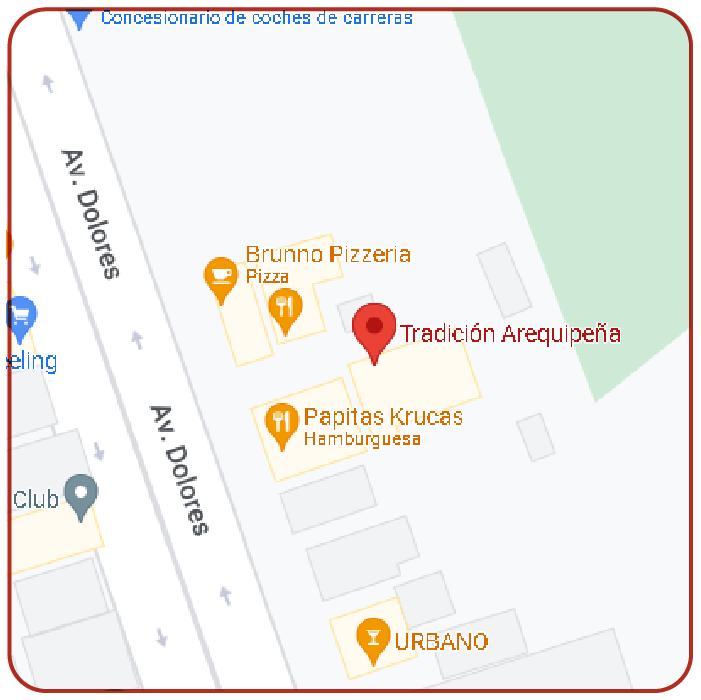 Concesionario de coches de carreras
Av. Dolores
Brunno Pizzeria
Pizza
Tradición Arequipeña
eeling
Papitas Krucas
Hamburguesa
Av. Dolores
Club
URBANO